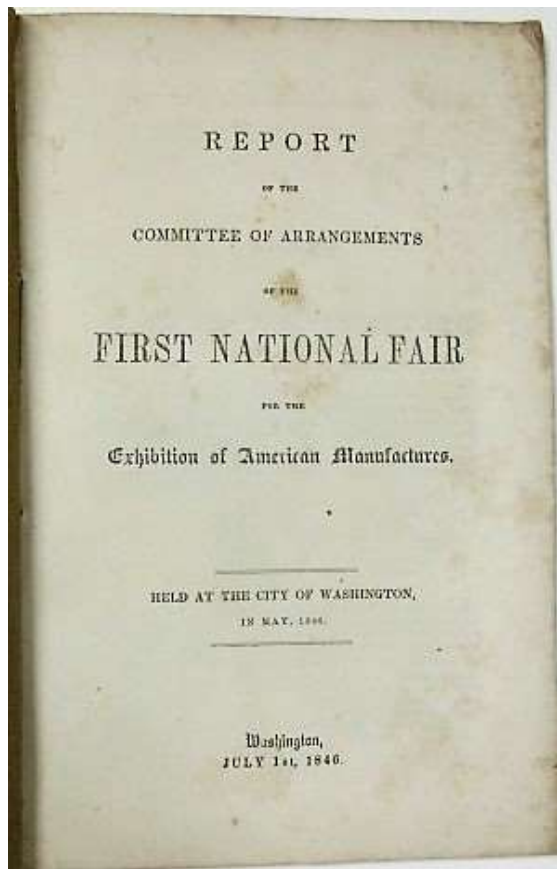 REPORT
OF THE
COMMITTEE OF ARRANGEMENTS
OF THE
FIRST NATIONAL FAIR
FOR THE
Exhibition of American Manufactures.
HELD AT THE CITY OF WASHINGTON,
IN MAY, 1846.
Washington,
JULY 1st, 1846.